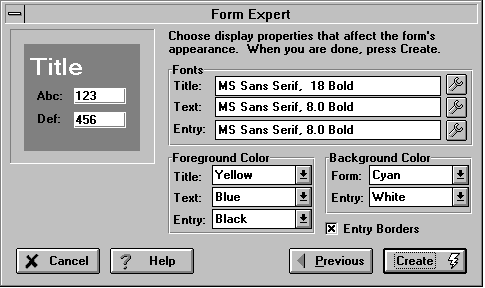 Form Expert
Title
Abc: 123
Def: 456
Choose display properties that affect the form's
appearance. When you are done, press Create.
Fonts
Title: MS Sans Serif, 18 Bold
Text: MS Sans Serif, 8.0 Bold
Entry: MS Sans Serif, 8.0 Bold
Foreground Color
Title: Yellow
Text: Blue
Entry: Black
Background Color
Form: Cyan
Entry: White
Entry Borders
Cancel
Help
Previous
Create